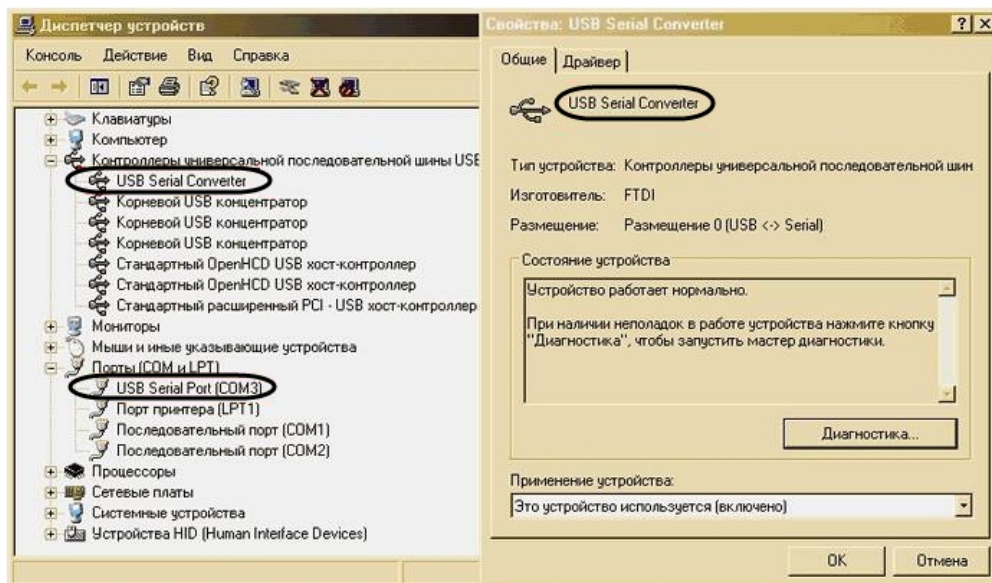 Диспетчер устройств
Консоль Действие Вид Справка
Клавиатуры
Компьютер
Контроллеры универсальной последовательной шины USB
USB Serial Converter
Корневой USB концентратор
Корневой USB концентратор
Корневой USB концентратор
Стандартный OpenHCD USB хост-контроллер
Стандартный OpenHCD USB хост-контроллер
Стандартный расширенный PCI - USB хост-контроллер
Мониторы
Мыши и иные указывающие устройства
Порты (COM и LPT)
USB Serial Port (COM3)
Порт принтера (LPT1)
Последовательный порт (COM1)
Последовательный порт (COM2)
Процессоры
Сетевые платы
Системные устройства
Устройства HID (Human Interface Devices)
Свойства: USB Serial Converter
Общие Драйвер
USB Serial Converter
Тип устройства: Контроллеры универсальной последовательной шин
Изготовитель: FTDI
Размещение: Размещение 0 (USB <-> Serial)
Состояние устройства
Устройство работает нормально.
При наличии неполадок в работе устройства нажмите кнопку
"Диагностика", чтобы запустить мастер диагностики.
Диагностика...
Применение устройства:
Это устройство используется (включено)
OK Отмена